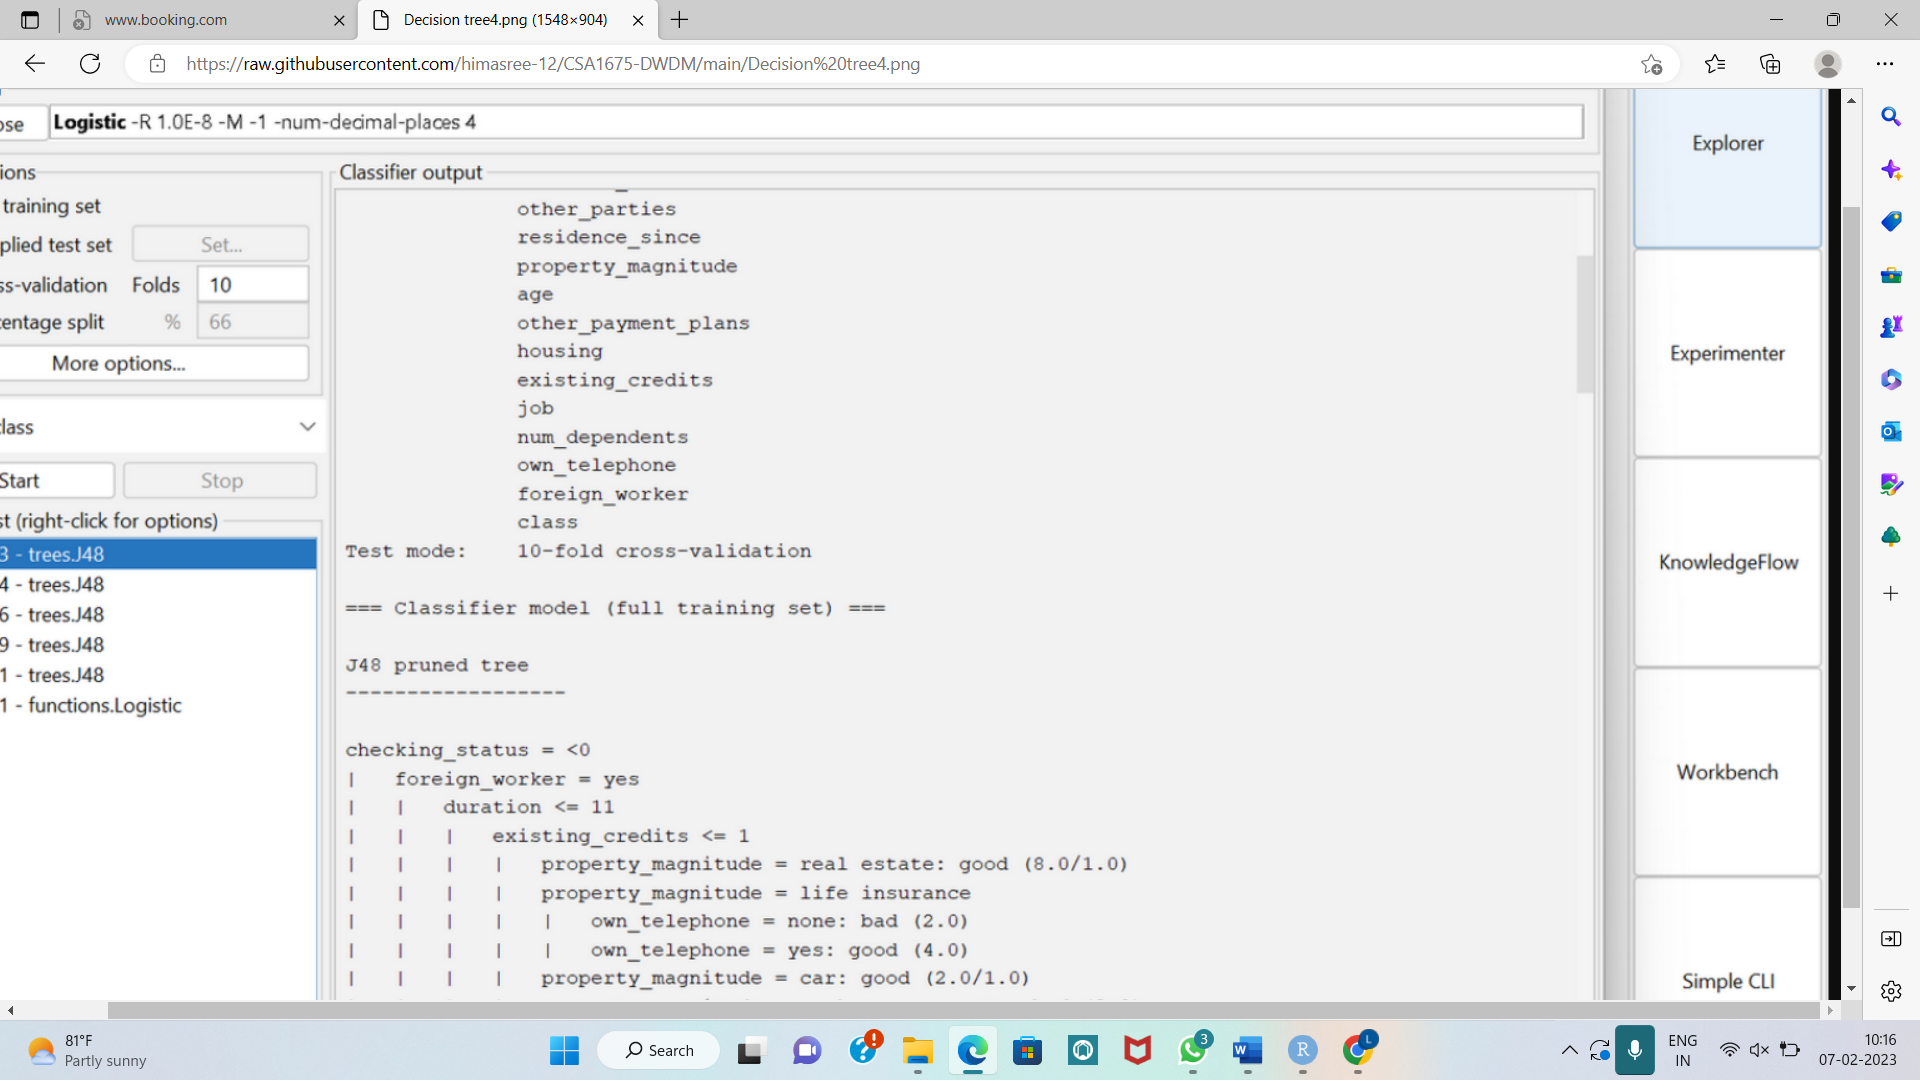 www.booking.com
Decision tree4.png (1548×904)
https://raw.githubusercontent.com/himasree-12/CSA1675-DWDM/main/Decision%20tree4.png
ose
Logistic -R 1.0E-8 -M -1 -num-decimal-places 4
ions
training set
plied test set Set...
ss-validation Folds 10
entage split % 66
More options...
lass
Start Stop
st (right-click for options)
3 - trees.J48
4 - trees.J48
6 - trees.J48
9 - trees.J48
1 - trees.J48
1 - functions.Logistic
Classifier output
other_parties
residence_since
property_magnitude
age
other_payment_plans
housing
existing_credits
job
num_dependents
own_telephone
foreign_worker
class
Test mode: 10-fold cross-validation
=== Classifier model (full training set) ===
J48 pruned tree
------------------
checking_status = <0
| foreign_worker = yes
| | duration <= 11
| | | existing_credits <= 1
| | | | property_magnitude = real estate: good (8.0/1.0)
| | | | property_magnitude = life insurance
| | | | | own_telephone = none: bad (2.0)
| | | | | own_telephone = yes: good (4.0)
| | | | property_magnitude = car: good (2.0/1.0)
Explorer
Experimenter
KnowledgeFlow
Workbench
Simple CLI
81°F
Partly sunny
Search
3
L
ENG
IN
10:16
07-02-2023